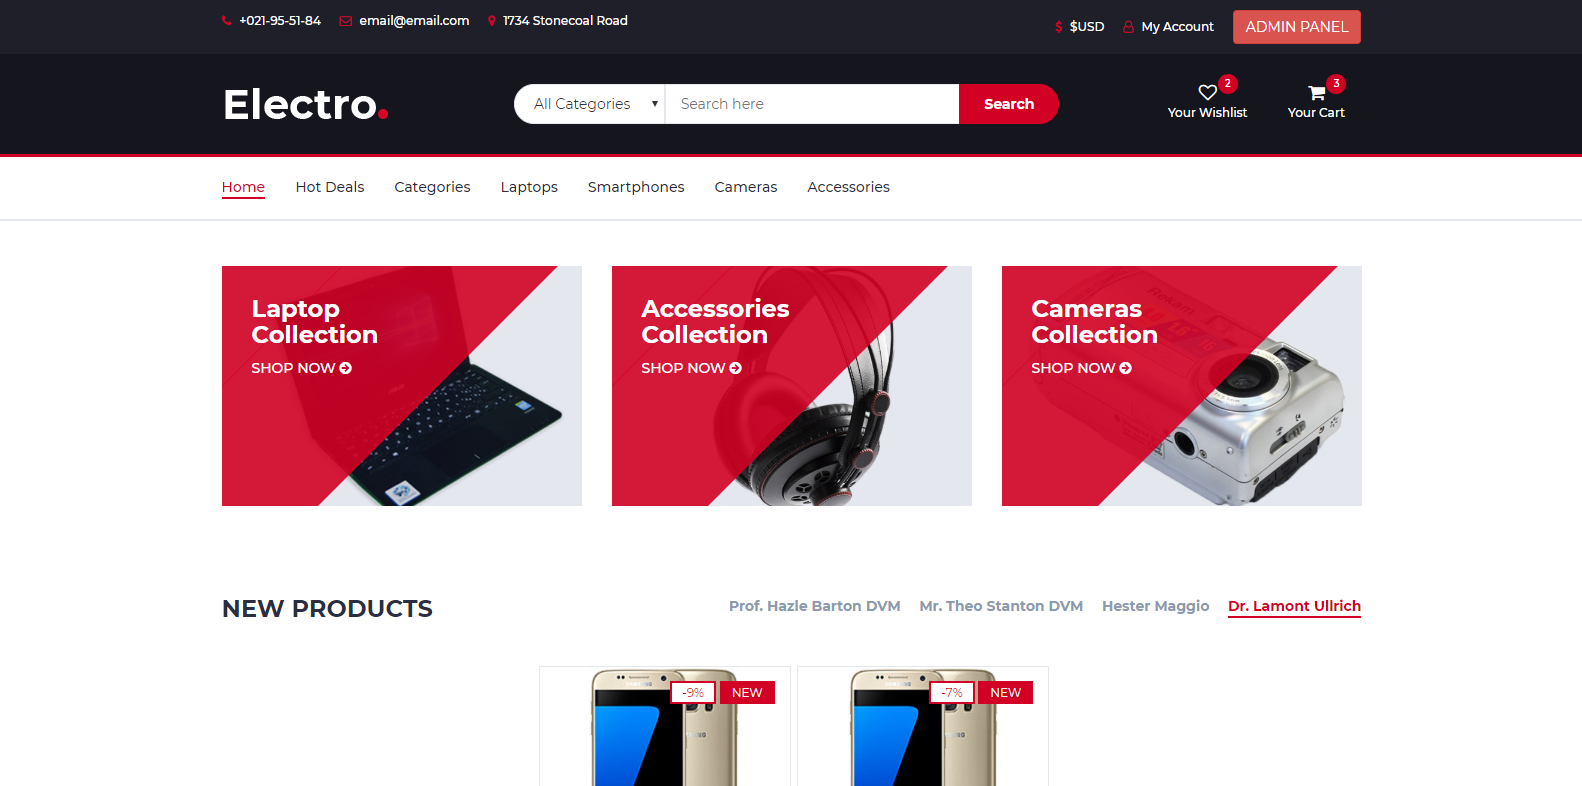 +021-95-51-84 email@email.com 1734 Stonecoal Road $USD My Account ADMIN PANEL
Electro. All Categories Search here Search 2 Your Wishlist 3 Your Cart
Home Hot Deals Categories Laptops Smartphones Cameras Accessories
Laptop
Collection
SHOP NOW
Accessories
Collection
SHOP NOW
Cameras
Collection
SHOP NOW
NEW PRODUCTS Prof. Hazle Barton DVM Mr. Theo Stanton DVM Hester Maggio Dr. Lamont Ullrich
-9% NEW -7% NEW
SAMSUNG SAMSUNG